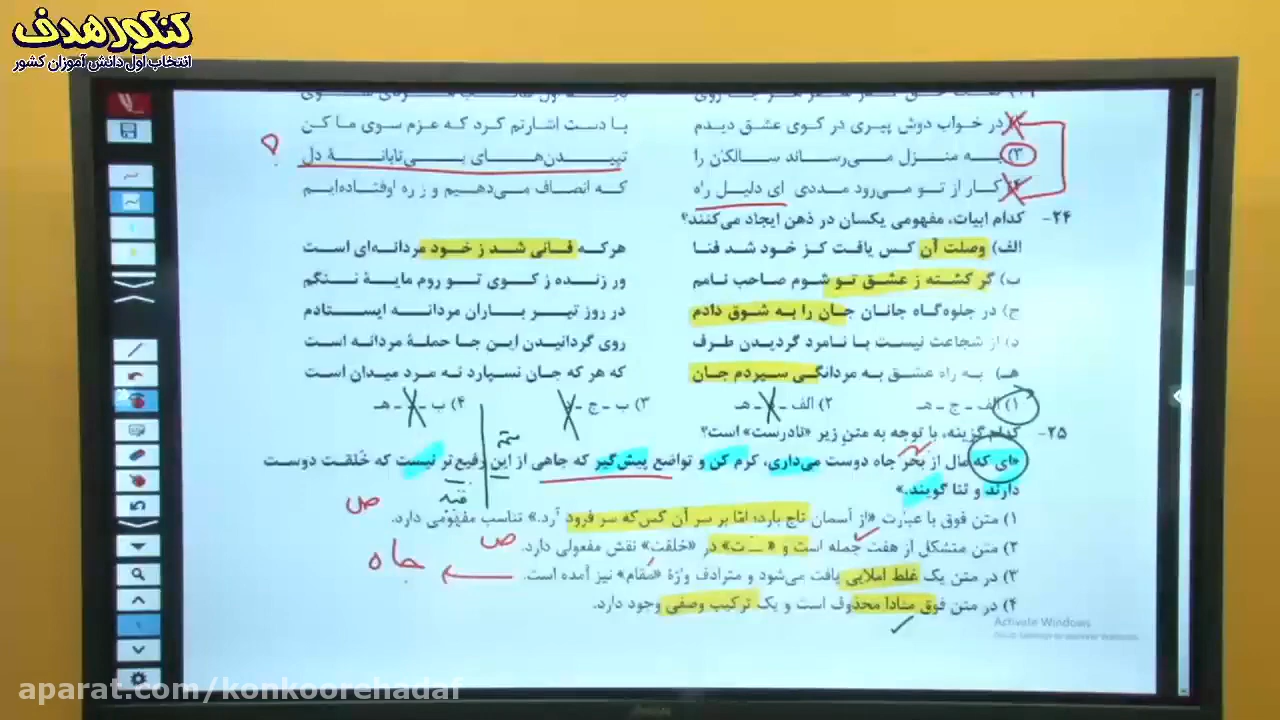 کنکور هدف
انتخاب اول دانش آموزان کشور
در خواب دوش پیری در کوی عشق دیدم با دست اشارتم کرد که عزم سوی ما کن
۳) به منزل می‌رساند سالکان را تپیدن‌های بی‌تابانهٔ دل
۴) کار از تو می‌رود مددی ای دلیل راه که انصاف می‌دهیم و ز ره اوفتاده‌ایم
۲۴- کدام ابیات، مفهومی یکسان در ذهن ایجاد می‌کنند؟
الف) وصلت آن کس یافت کز خود شد فنا هرکه فانی شد ز خود مردانه‌ای است
ب) گر کشته ز عشق تو شوم صاحب نامم ور زنده ز کوی تو روم مایهٔ ننگم
ج) در جلوه‌گاه جانان جان را به شوق دادم در روز تیر باران مردانه ایستادم
د) از شجاعت نیست با نامرد گردیدن طرف روی گردانیدن این جا حملهٔ مردانه است
هـ) به راه عشق به مردانگی سپردم جان که هر که جان نسپارد نه مرد میدان است
۱) الف - ج - هـ ۲) الف - - هـ ۳) ب - ج - ۴) ب - - هـ
۲۵- کدام گزینه، با توجه به متن زیر «نادرست» است؟
«ای که مال از بحر جاه دوست می‌داری، کرم کن و تواضع پیش‌گیر که جاهی از این رفیع‌تر نیست که خلقت دوست
دارند و ثنا گویند.»
۱) متن فوق با عبارت «از آسمان تاج بارد؛ امّا بر سر آن کس که سر فرود آرد.» تناسب مفهومی دارد. ص
۲) متن متشکل از هفت جمله است و « ـَ ت» در «خلقت» نقش مفعولی دارد. ص
۳) در متن یک غلط املایی یافت می‌شود و مترادف واژهٔ «مقام» نیز آمده است. جاه
۴) در متن فوق منادا محذوف است و یک ترکیب وصفی وجود دارد.
Activate Windows
aparat.com/konkoorehadaf